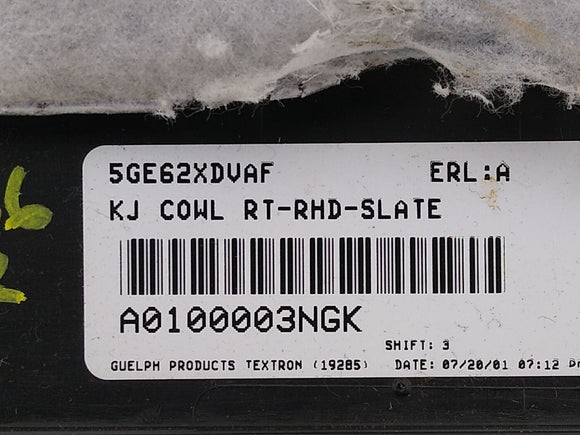 5GE62XDVAF ERL:A
KJ COWL RT-RHD-SLATE
A0100003NGK
SHIFT: 3
GUELPH PRODUCTS TEXTRON (19285) DATE: 07/20/01 07:12